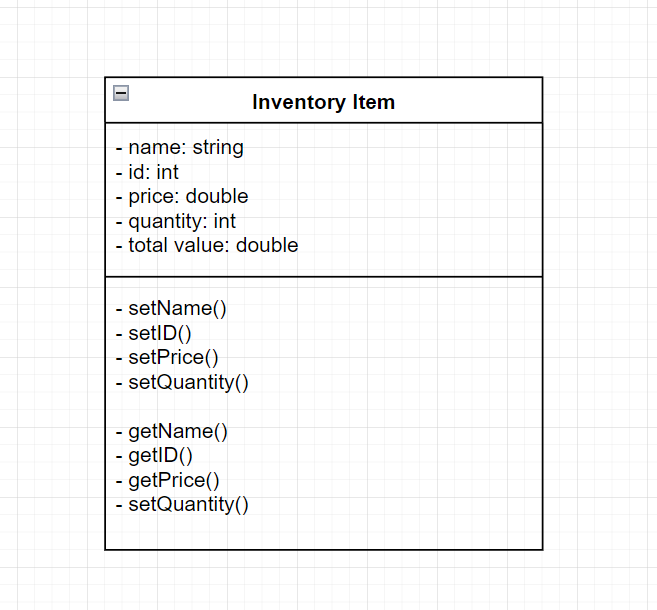 Inventory Item
- name: string
- id: int
- price: double
- quantity: int
- total value: double
- setName()
- setID()
- setPrice()
- setQuantity()
- getName()
- getID()
- getPrice()
- setQuantity()